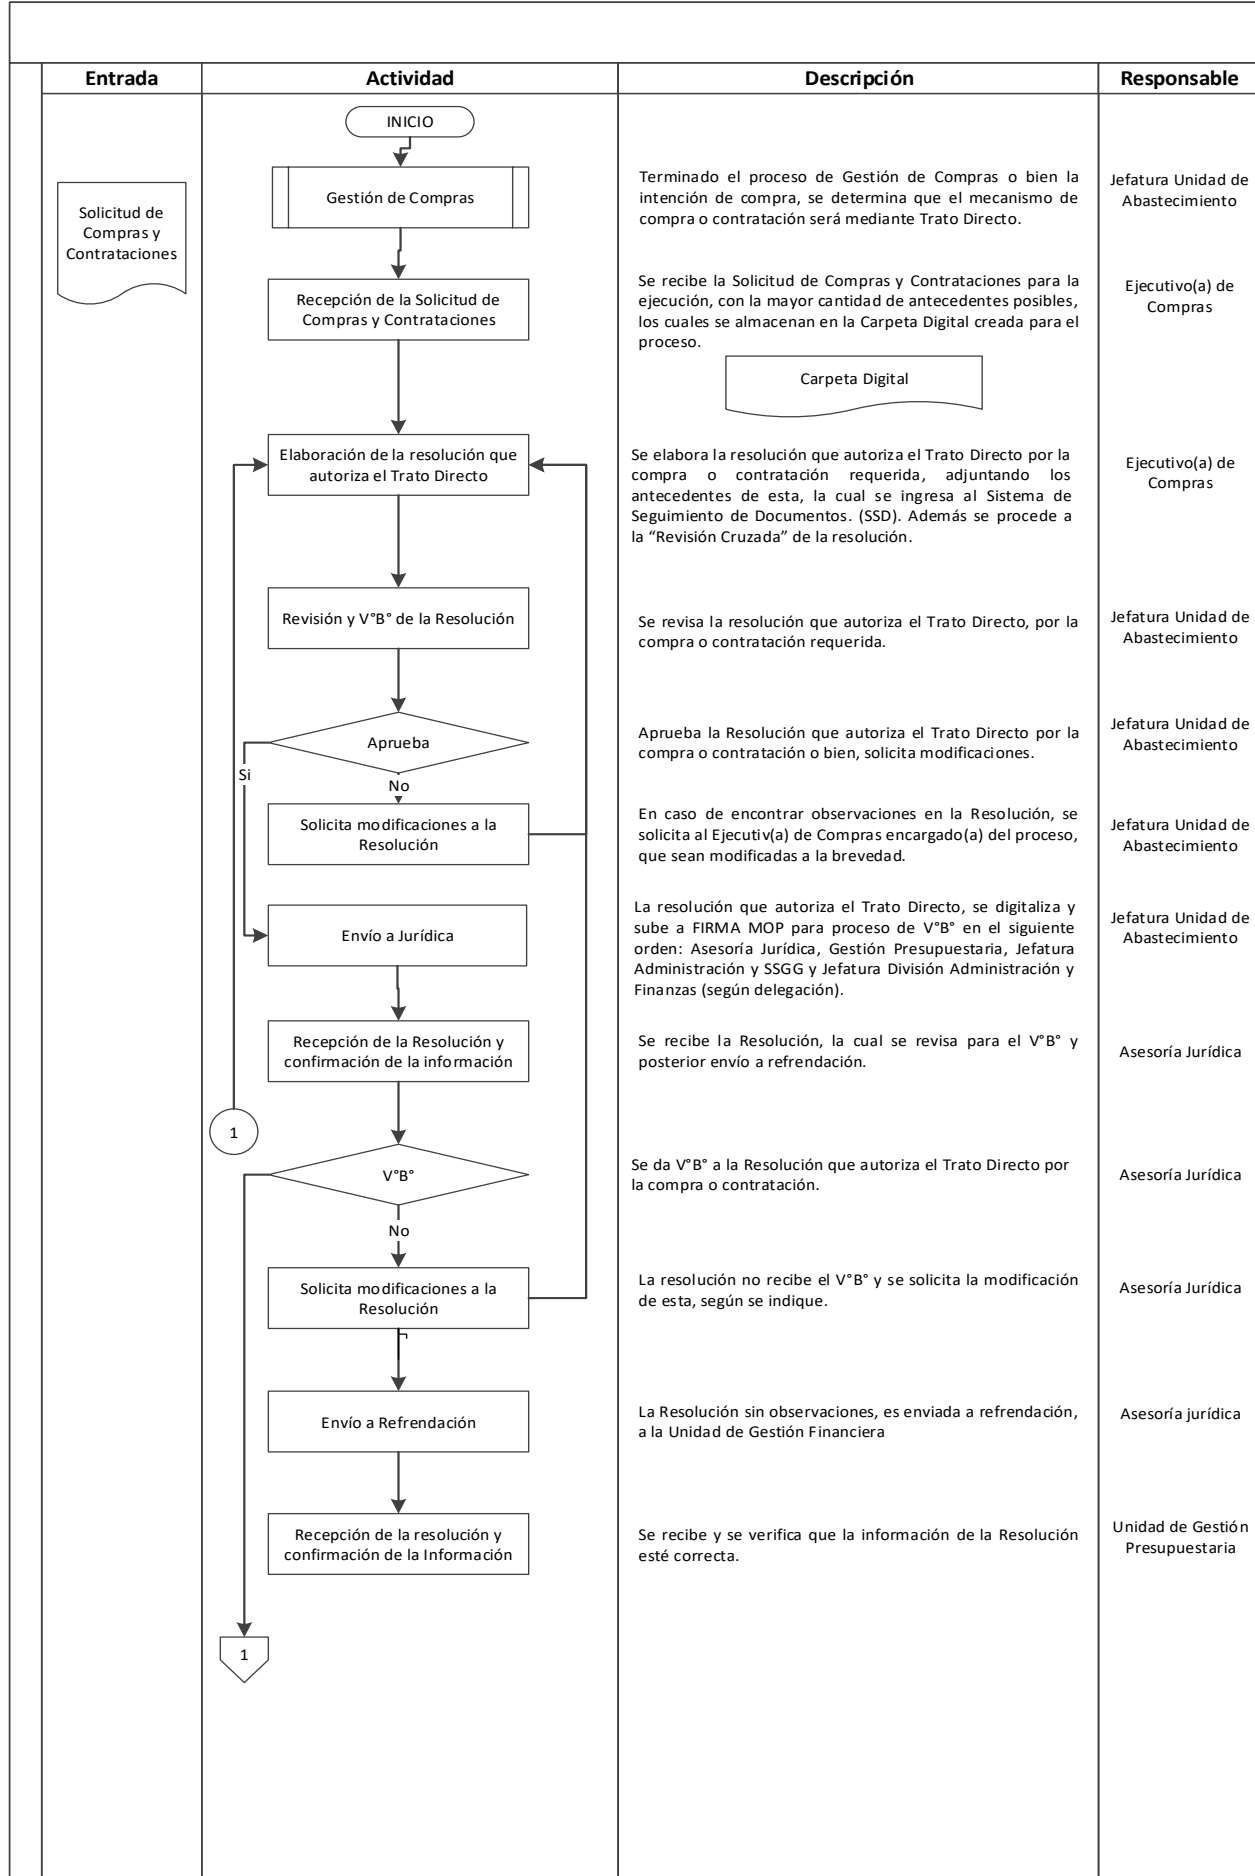 Entrada
Actividad
Descripción
Responsable
INICIO
Solicitud de
Compras y
Contrataciones
Gestión de Compras
Terminado el proceso de Gestión de Compras o bien la
intención de compra, se determina que el mecanismo de
compra o contratación será mediante Trato Directo.
Jefatura Unidad de
Abastecimiento
Recepción de la Solicitud de
Compras y Contrataciones
Se recibe la Solicitud de Compras y Contrataciones para la
ejecución, con la mayor cantidad de antecedentes posibles,
los cuales se almacenan en la Carpeta Digital creada para el
proceso.
Carpeta Digital
Ejecutivo(a) de
Compras
Elaboración de la resolución que
autoriza el Trato Directo
Se elabora la resolución que autoriza el Trato Directo por la
compra o contratación requerida, adjuntando los
antecedentes de esta, la cual se ingresa al Sistema de
Seguimiento de Documentos. (SSD). Además se procede a
la “Revisión Cruzada” de la resolución.
Ejecutivo(a) de
Compras
Revisión y V°B° de la Resolución
Se revisa la resolución que autoriza el Trato Directo, por la
compra o contratación requerida.
Jefatura Unidad de
Abastecimiento
Aprueba
Si
No
Aprueba la Resolución que autoriza el Trato Directo por la
compra o contratación o bien, solicita modificaciones.
Jefatura Unidad de
Abastecimiento
Solicita modificaciones a la
Resolución
En caso de encontrar observaciones en la Resolución, se
solicita al Ejecutiv(a) de Compras encargado(a) del proceso,
que sean modificadas a la brevedad.
Jefatura Unidad de
Abastecimiento
Envío a Jurídica
La resolución que autoriza el Trato Directo, se digitaliza y
sube a FIRMA MOP para proceso de V°B° en el siguiente
orden: Asesoría Jurídica, Gestión Presupuestaria, Jefatura
Administración y SSGG y Jefatura División Administración y
Finanzas (según delegación).
Jefatura Unidad de
Abastecimiento
Recepción de la Resolución y
confirmación de la información
Se recibe la Resolución, la cual se revisa para el V°B° y
posterior envío a refrendación.
Asesoría Jurídica
1
V°B°
No
Se da V°B° a la Resolución que autoriza el Trato Directo por
la compra o contratación.
Asesoría Jurídica
Solicita modificaciones a la
Resolución
La resolución no recibe el V°B° y se solicita la modificación
de esta, según se indique.
Asesoría Jurídica
Envío a Refrendación
La Resolución sin observaciones, es enviada a refrendación,
a la Unidad de Gestión Financiera
Asesoría jurídica
Recepción de la resolución y
confirmación de la Información
Se recibe y se verifica que la información de la Resolución
esté correcta.
Unidad de Gestión
Presupuestaria
1